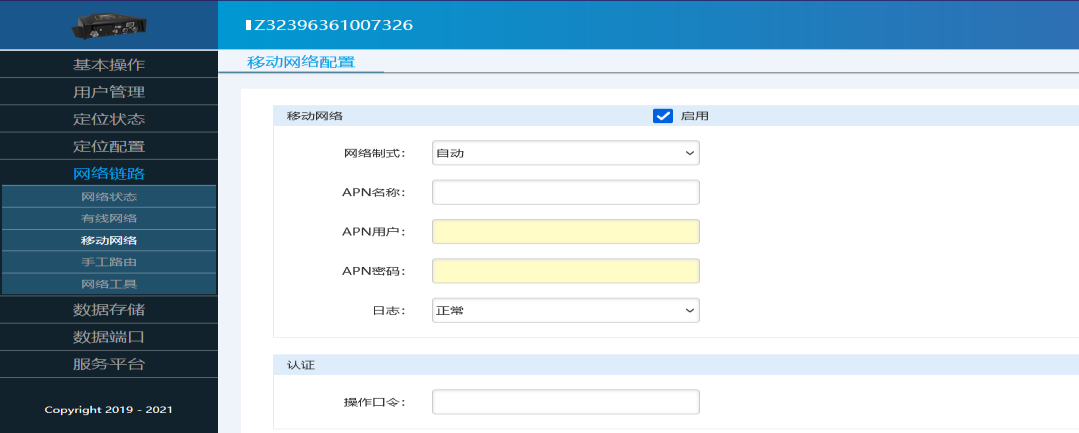 Z32396361007326
基本操作
用户管理
定位状态
定位配置
网络链路
网络状态
有线网络
移动网络
手工路由
网络工具
数据存储
数据端口
服务平台
Copyright 2019 - 2021
移动网络配置
移动网络 启用
网络制式: 自动
APN名称:
APN用户:
APN密码:
日志: 正常
认证
操作口令: